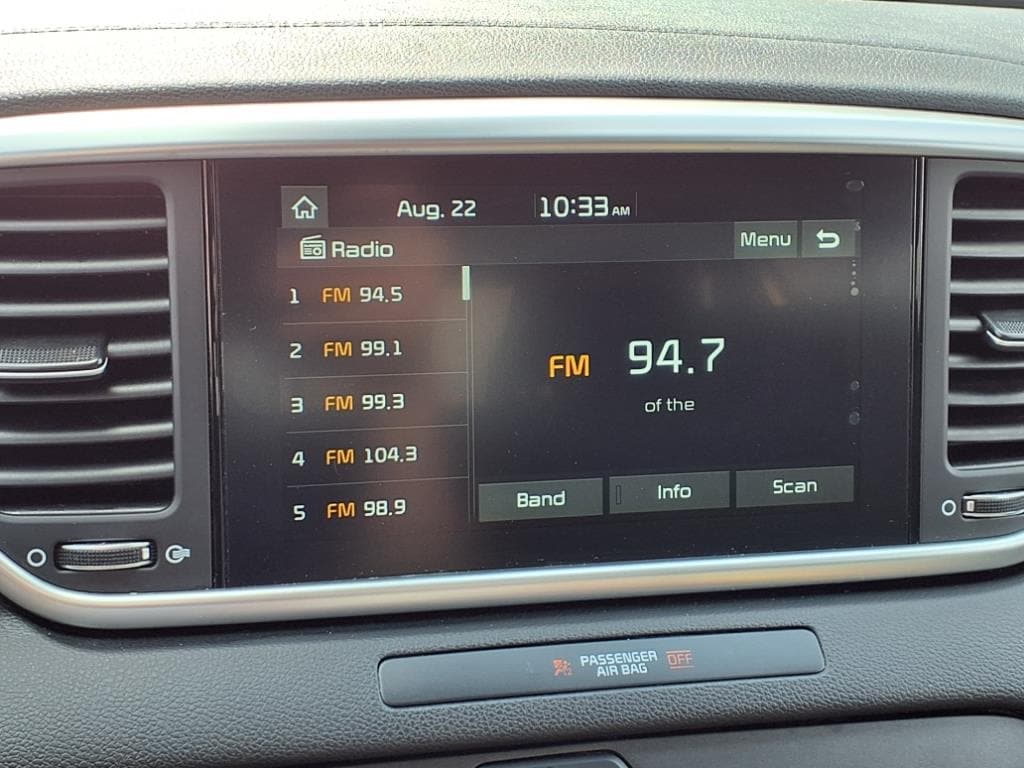 Aug. 22 10:33 AM
Radio Menu
1 FM 94.5
2 FM 99.1
3 FM 99.3
4 FM 104.3
5 FM 98.9
FM 94.7
of the
Band Info Scan
PASSENGER OFF
AIR BAG